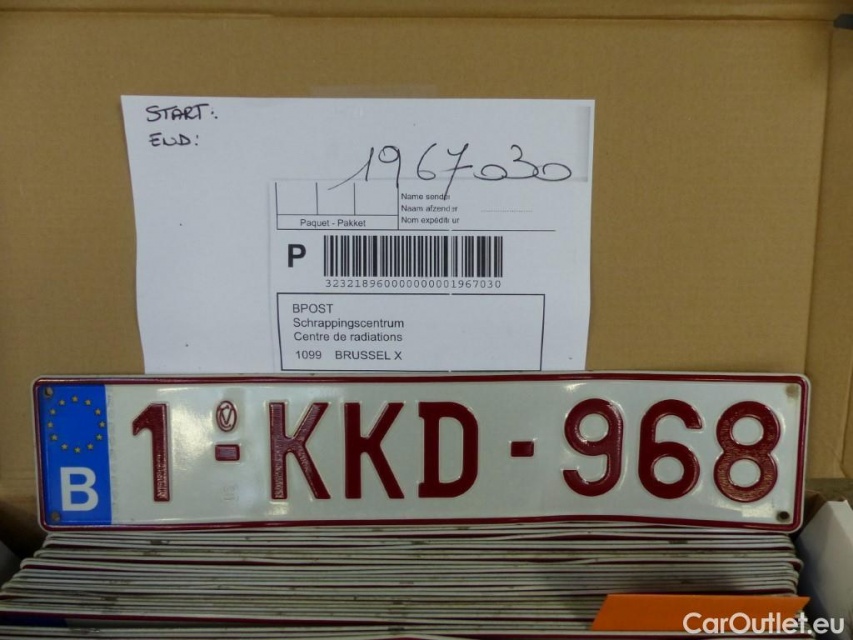 START:
END:
1967030
Name sender
Naam afzender
Nom expéditeur
Paquet - Pakket
P
323218960000000001967030
BPOST
Schrappingscentrum
Centre de radiations
1099 BRUSSEL X
B
1-KKD-968
CarOutlet.eu